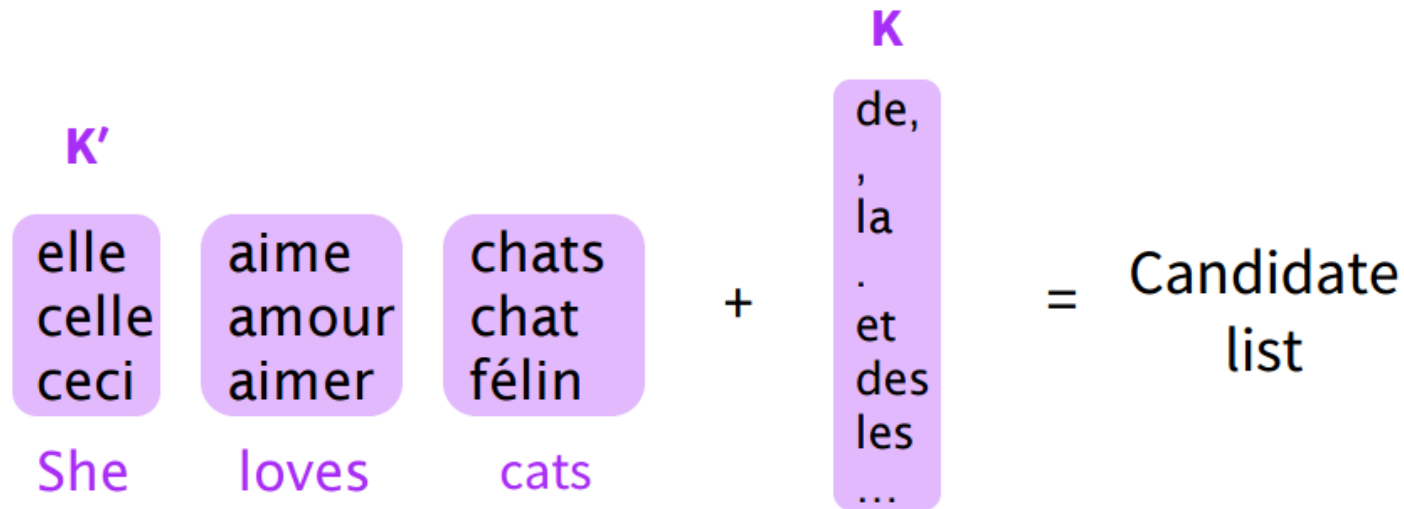 K
K′
elle
celle
ceci
She
aime
amour
aimer
loves
chats
chat
félin
cats
+
de,
,
la
.
et
des
les
...
=
Candidate
list